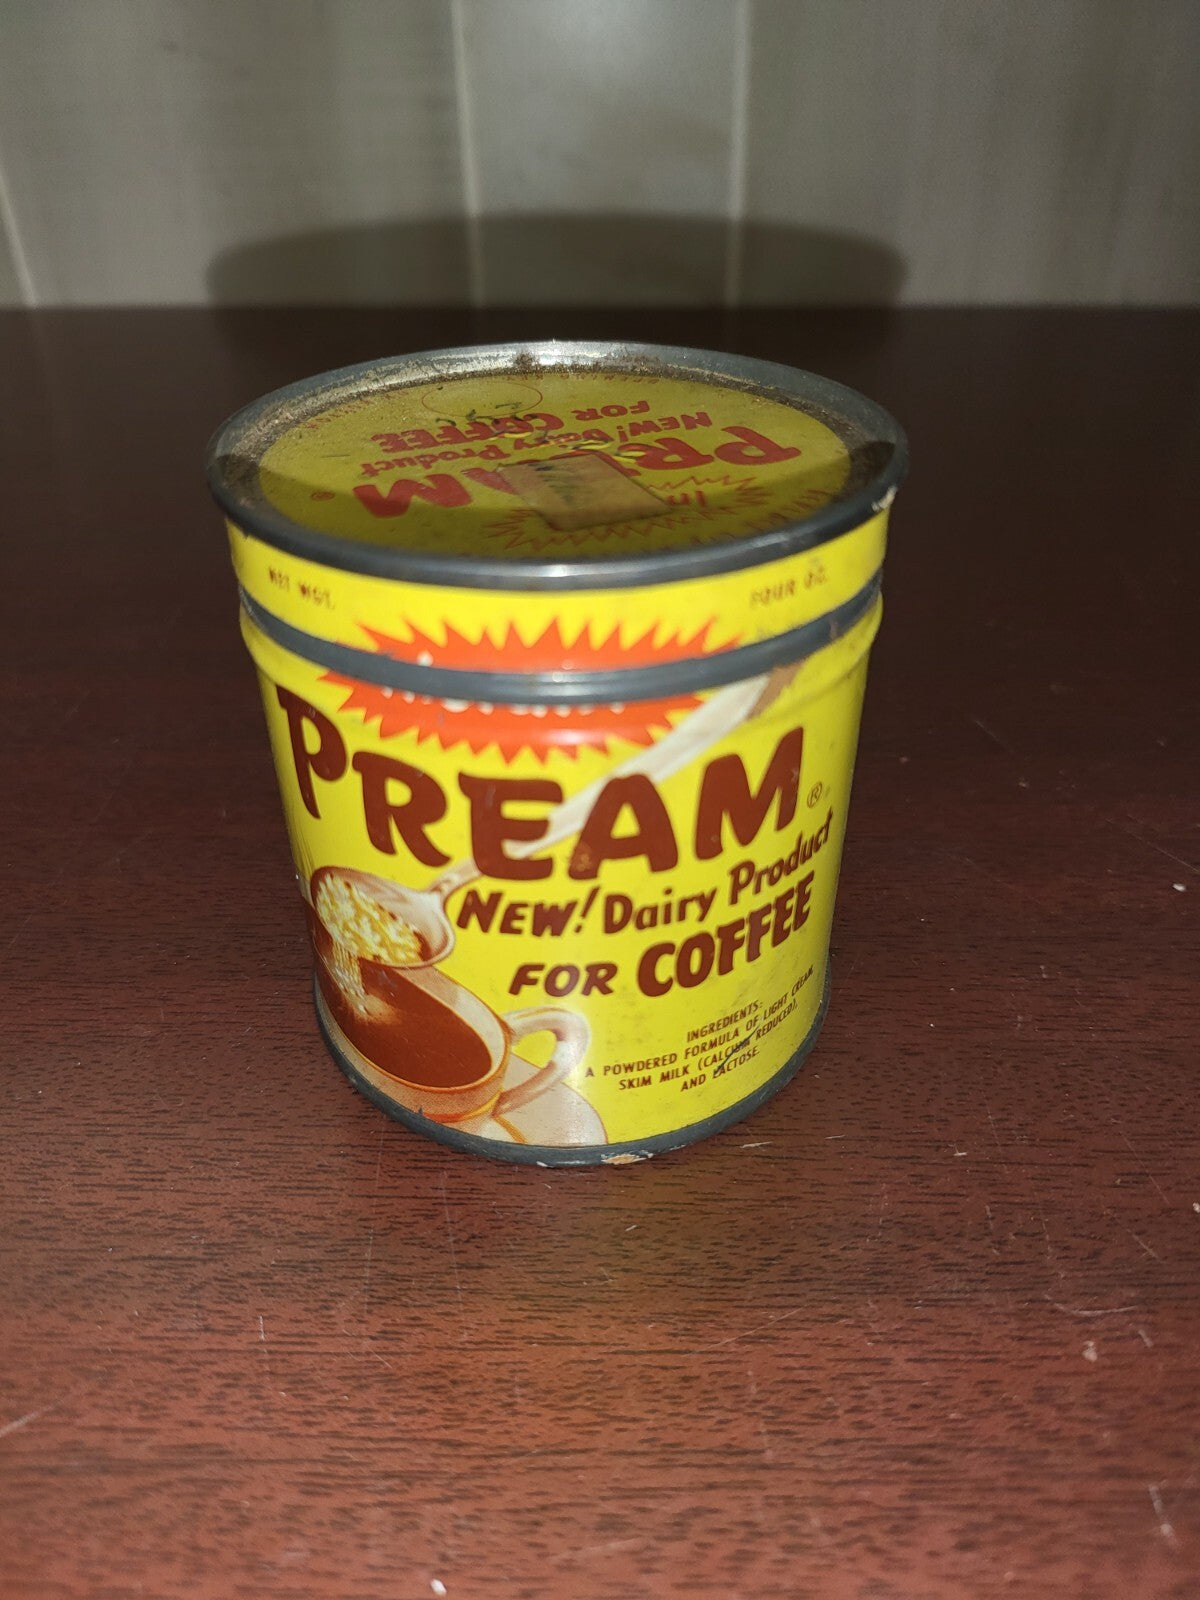 PREAM
New! Dairy Product
FOR COFFEE
®
In
NET WGT. FOUR OZ.
PREAM®
NEW! Dairy Product
FOR COFFEE
INGREDIENTS:
A POWDERED FORMULA OF LIGHT CREAM,
SKIM MILK (CALCIUM REDUCED),
AND LACTOSE.